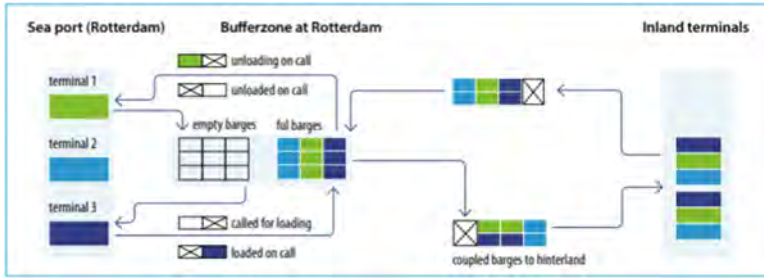 Sea port (Rotterdam)
Bufferzone at Rotterdam
Inland terminals
unloading on call
terminal 1
unloaded on call
empty barges
ful barges
terminal 2
terminal 3
called for loading
loaded on call
coupled barges to hinterland